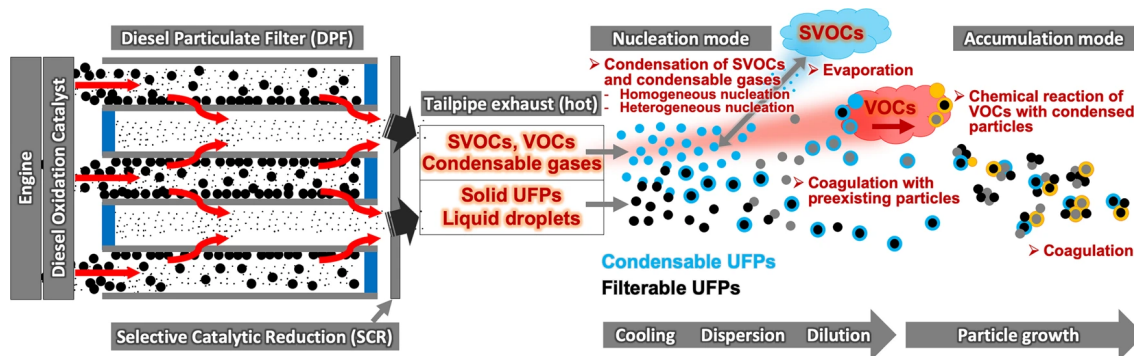 Engine
Diesel Oxidation Catalyst
Diesel Particulate Filter (DPF)
Selective Catalytic Reduction (SCR)
Tailpipe exhaust (hot)
SVOCs, VOCs
Condensable gases
Solid UFPs
Liquid droplets
Nucleation mode
➢ Condensation of SVOCs
and condensable gases
- Homogeneous nucleation
- Heterogeneous nucleation
SVOCs
➢ Evaporation
VOCs
➢ Coagulation with
preexisting particles
Condensable UFPs
Filterable UFPs
Accumulation mode
➢ Chemical reaction of
VOCs with condensed
particles
➢ Coagulation
Cooling Dispersion Dilution
Particle growth